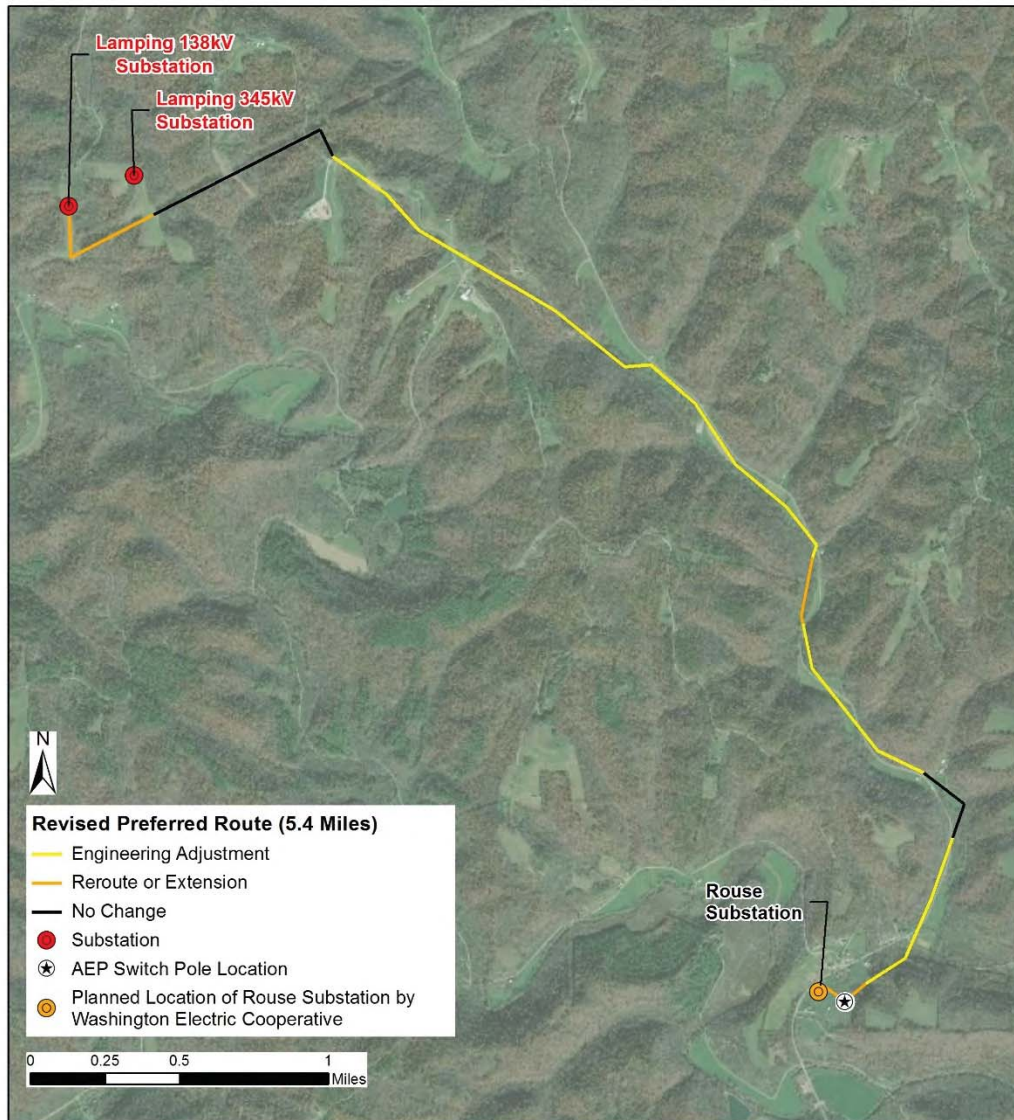 Lamping 138kV
Substation
Lamping 345kV
Substation
Rouse
Substation
N
Revised Preferred Route (5.4 Miles)
Engineering Adjustment
Reroute or Extension
No Change
Substation
AEP Switch Pole Location
Planned Location of Rouse Substation by
Washington Electric Cooperative
0 0.25 0.5 1
Miles